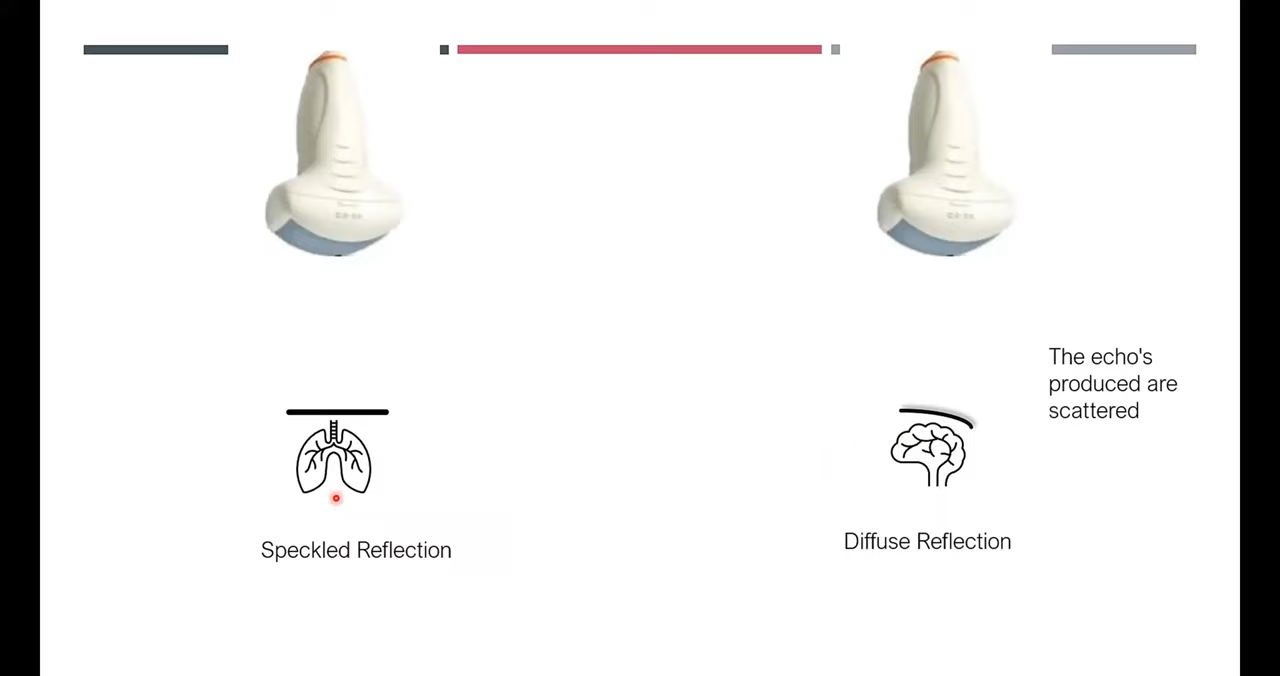 The echo's
produced are
scattered
Speckled Reflection
Diffuse Reflection